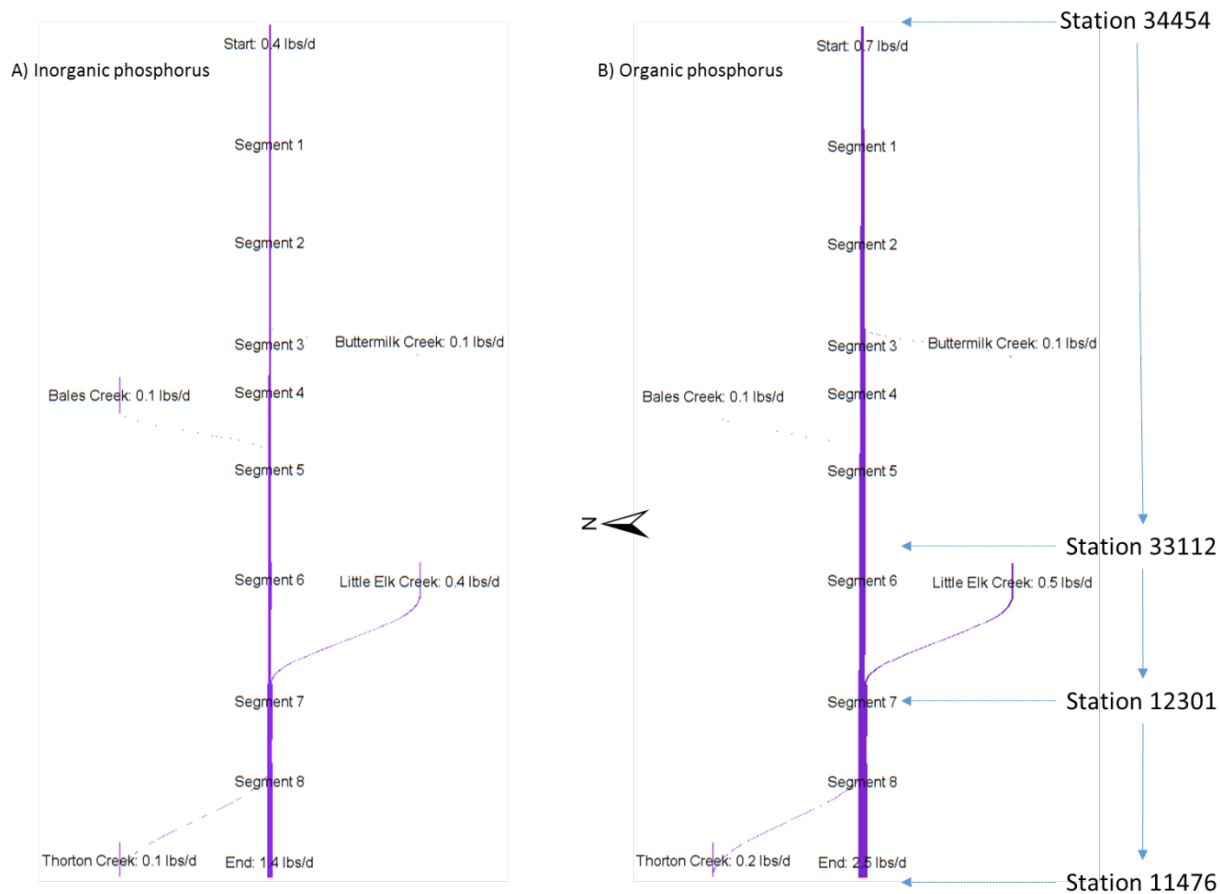 A) Inorganic phosphorus
Start: 0.4 lbs/d
Segment 1
Segment 2
Segment 3
Buttermilk Creek: 0.1 lbs/d
Bales Creek: 0.1 lbs/d
Segment 4
Segment 5
Segment 6
Little Elk Creek: 0.4 lbs/d
Segment 7
Segment 8
Thorton Creek: 0.1 lbs/d
End: 1.4 lbs/d
N
B) Organic phosphorus
Start: 0.7 lbs/d
Segment 1
Segment 2
Segment 3
Buttermilk Creek: 0.1 lbs/d
Bales Creek: 0.1 lbs/d
Segment 4
Segment 5
Segment 6
Little Elk Creek: 0.5 lbs/d
Segment 7
Segment 8
Thorton Creek: 0.2 lbs/d
End: 2.5 lbs/d
Station 34454
Station 33112
Station 12301
Station 11476